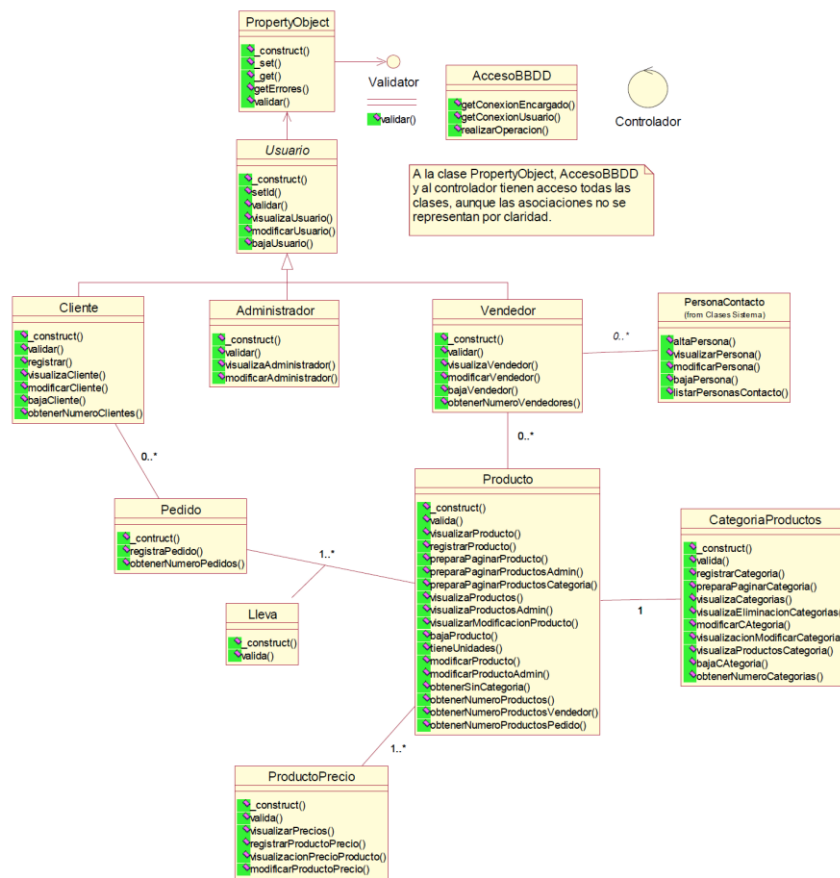 PropertyObject
_construct()
_set()
_get()
getErrores()
validar()
Validator
validar()
AccesoBBDD
getConexionEncargado()
getConexionUsuario()
realizarOperacion()
Controlador
Usuario
_construct()
setId()
validar()
visualizaUsuario()
modificarUsuario()
bajaUsuario()
A la clase PropertyObject, AccesoBBDD
y al controlador tienen acceso todas las
clases, aunque las asociaciones no se
representan por claridad.
Cliente
_construct()
validar()
registrar()
visualizaCliente()
modificarCliente()
bajaCliente()
obtenerNumeroClientes()
Administrador
_construct()
validar()
visualizaAdministrador()
modificarAdministrador()
Vendedor
_construct()
validar()
visualizaVendedor()
modificarVendedor()
bajaVendedor()
obtenerNumeroVendedores()
0..*
PersonaContacto
(from Clases Sistema)
altaPersona()
visualizarPersona()
modificarPersona()
bajaPersona()
listarPersonasContacto()
0..*
0..*
Pedido
_contruct()
registraPedido()
obtenerNumeroPedidos()
1..*
Lleva
_construct()
valida()
Producto
_construct()
valida()
visualizarProducto()
registrarProducto()
preparaPaginarProducto()
preparaPaginarProductosAdmin()
preparaPaginarProductosCategoria()
visualizaProductos()
visualizaProductosAdmin()
visualizarModificacionProducto()
bajaProducto()
tieneUnidades()
modificarProducto()
modificarProductoAdmin()
obtenerSinCategoria()
obtenerNumeroProductos()
obtenerNumeroProductosVendedor()
obtenerNumeroProductosPedido()
1
CategoriaProductos
_construct()
valida()
registrarCategoria()
preparaPaginarCategoria()
visualizaCategorias()
visualizaEliminacionCategorias(
modificarCAtegoria()
visualizacionModificarCategoria
visualizaProductosCategoria()
bajaCAtegoria()
obtenerNumeroCategorias()
1..*
ProductoPrecio
_construct()
valida()
visualizarPrecios()
registrarProductoPrecio()
visualizacionPrecioProducto()
modificarProductoPrecio()